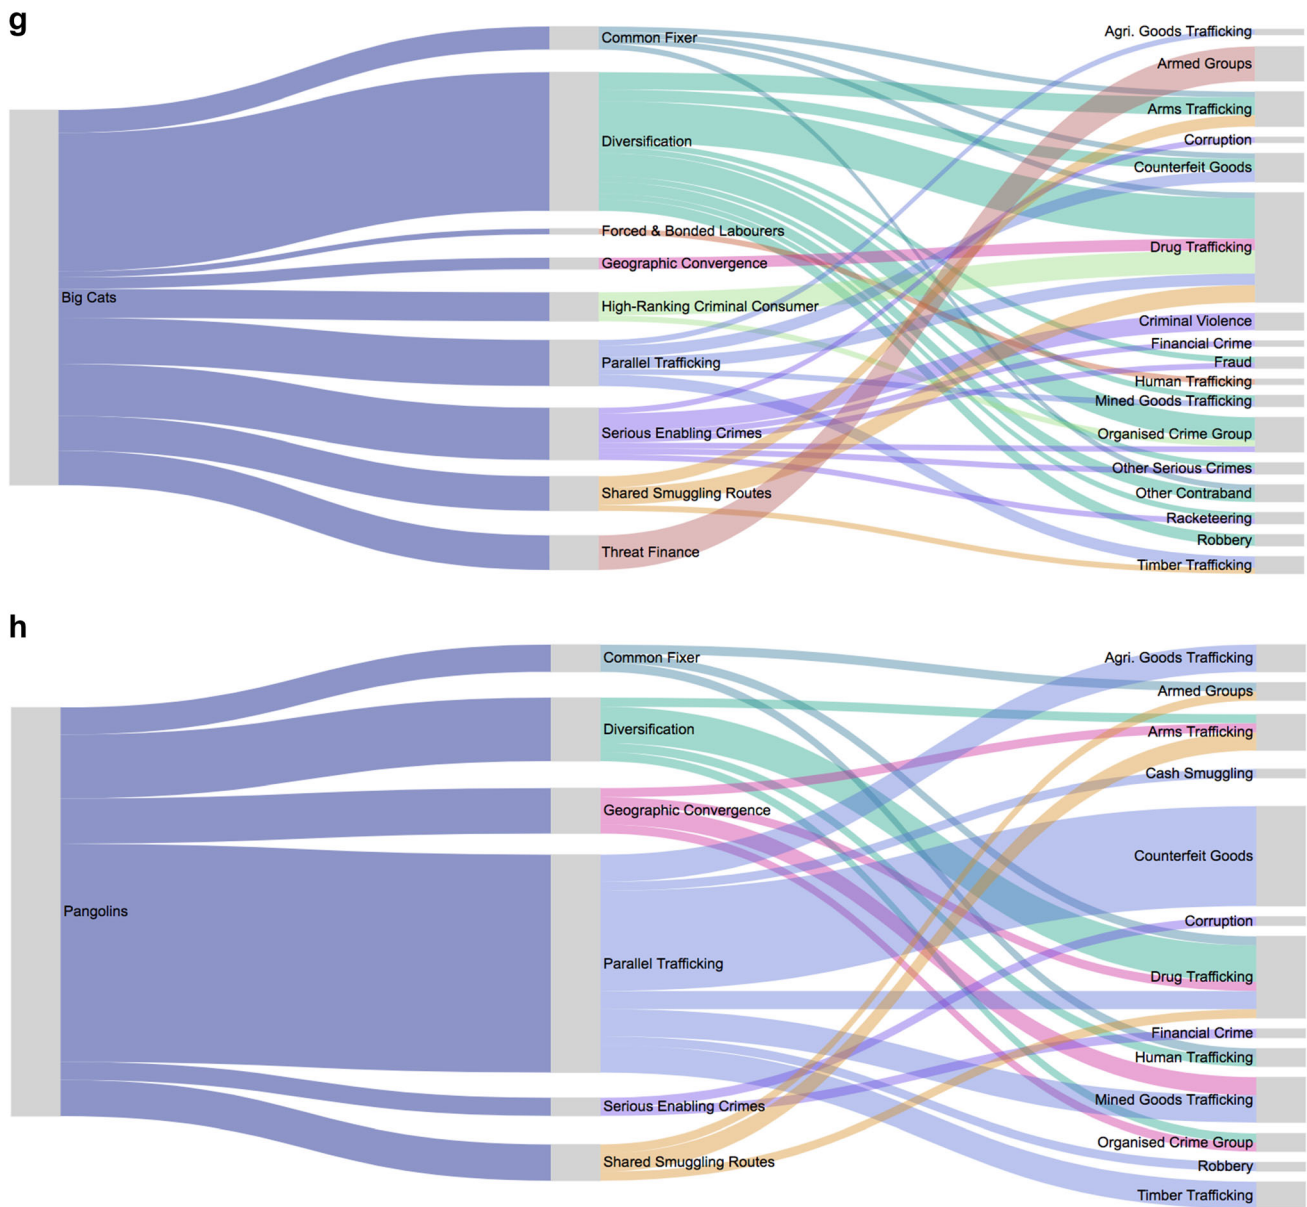 g
Big Cats
Common Fixer
Diversification
Forced & Bonded Labourers
Geographic Convergence
High-Ranking Criminal Consumer
Parallel Trafficking
Serious Enabling Crimes
Shared Smuggling Routes
Threat Finance
Agri. Goods Trafficking
Armed Groups
Arms Trafficking
Corruption
Counterfeit Goods
Drug Trafficking
Criminal Violence
Financial Crime
Fraud
Human Trafficking
Mined Goods Trafficking
Organised Crime Group
Other Serious Crimes
Other Contraband
Racketeering
Robbery
Timber Trafficking
h
Pangolins
Common Fixer
Diversification
Geographic Convergence
Parallel Trafficking
Serious Enabling Crimes
Shared Smuggling Routes
Agri. Goods Trafficking
Armed Groups
Arms Trafficking
Cash Smuggling
Counterfeit Goods
Corruption
Drug Trafficking
Financial Crime
Human Trafficking
Mined Goods Trafficking
Organised Crime Group
Robbery
Timber Trafficking